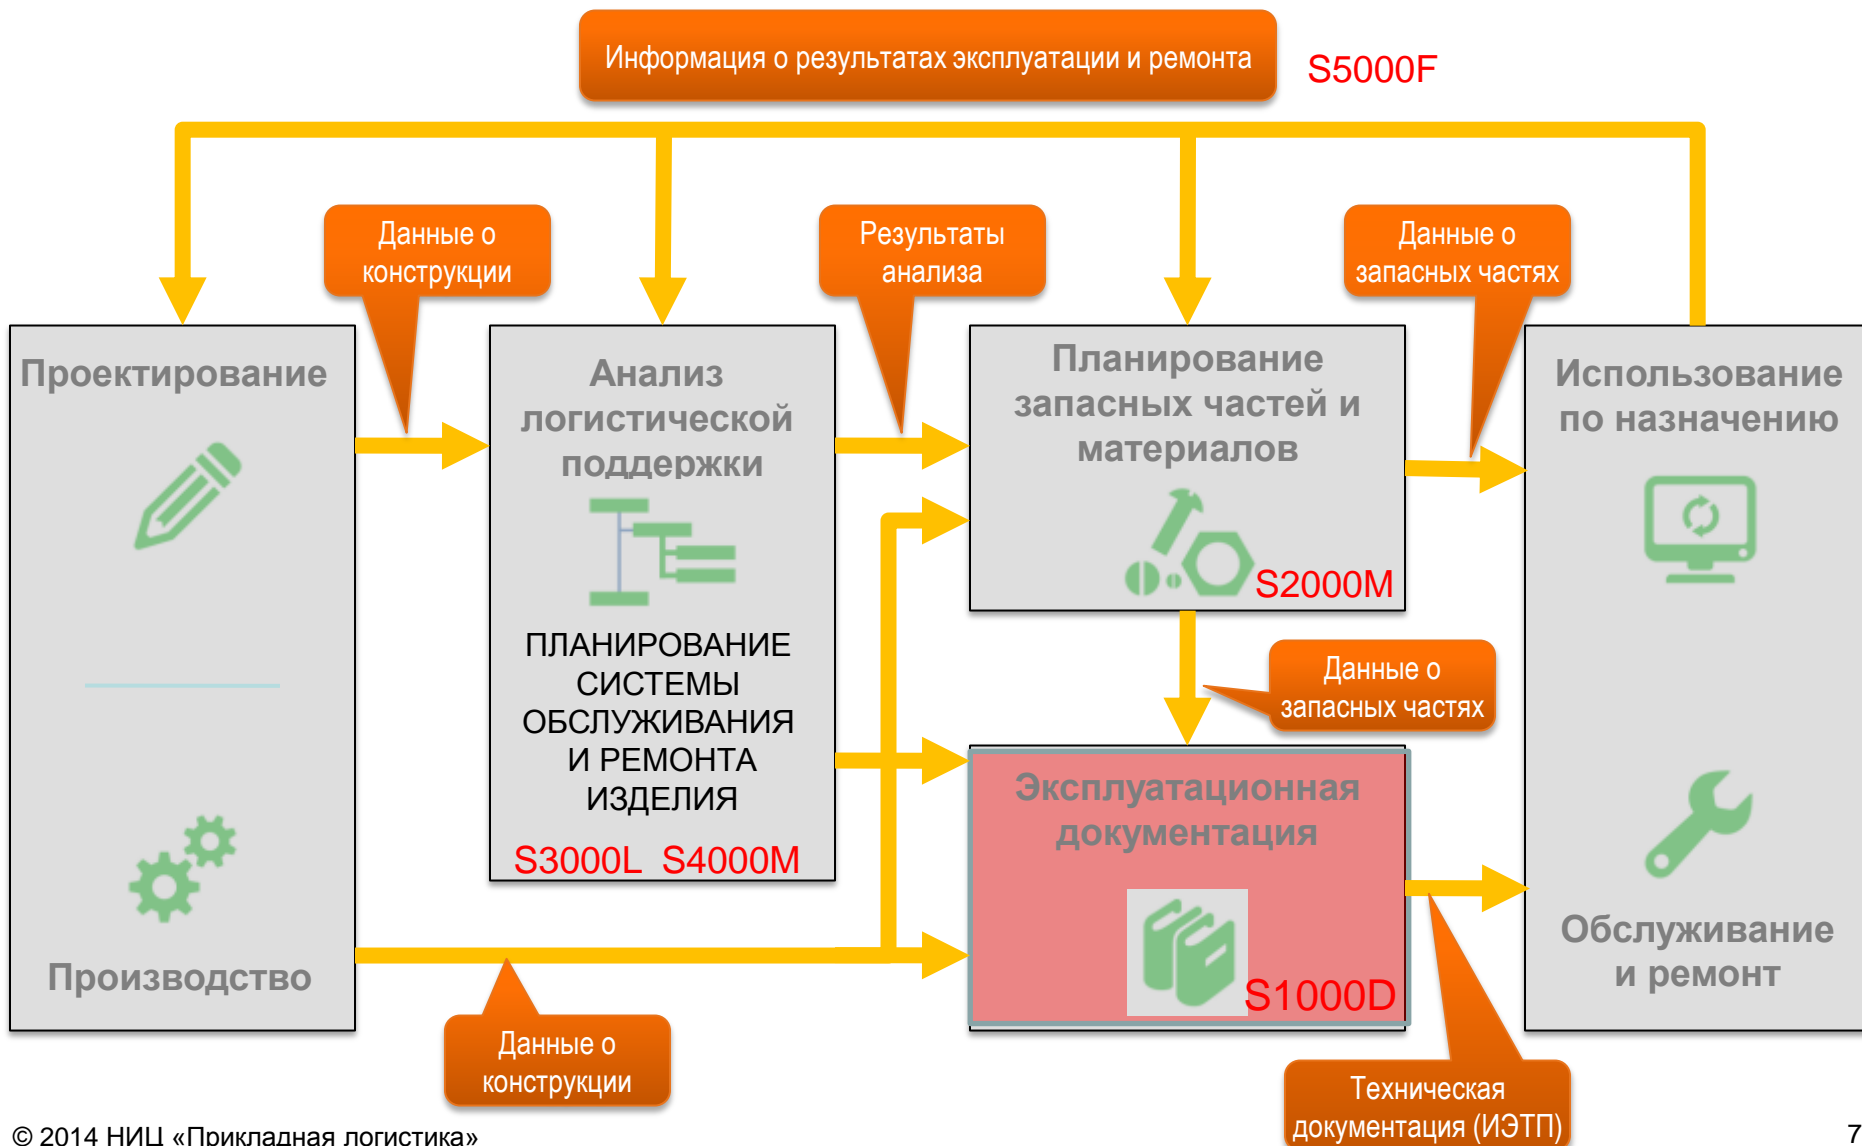 Информация о результатах эксплуатации и ремонта
S5000F
Данные о
конструкции
Результаты
анализа
Данные о
запасных частях
Проектирование
Производство
Анализ
логистической
поддержки
ПЛАНИРОВАНИЕ
СИСТЕМЫ
ОБСЛУЖИВАНИЯ
И РЕМОНТА
ИЗДЕЛИЯ
S3000L S4000M
Планирование
запасных частей и
материалов
S2000M
Данные о
запасных частях
Эксплуатационная
документация
S1000D
Использование
по назначению
Обслуживание
и ремонт
Данные о
конструкции
Техническая
документация (ИЭТП)
© 2014 НИЦ «Прикладная логистика»
7